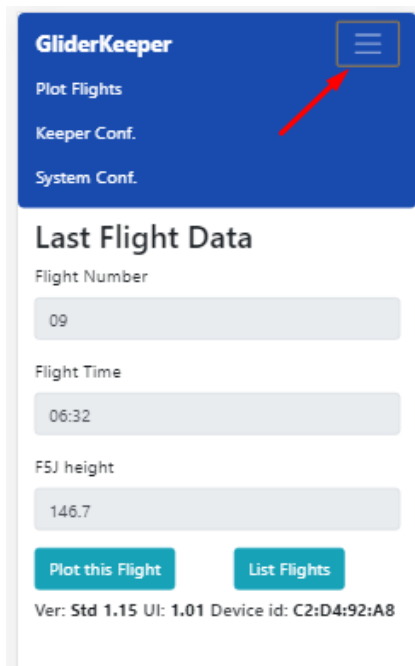 GliderKeeper
Plot Flights
Keeper Conf.
System Conf.
Last Flight Data
Flight Number
09
Flight Time
06:32
F5J height
146.7
Plot this Flight List Flights
Ver: Std 1.15 UI: 1.01 Device id: C2:D4:92:A8